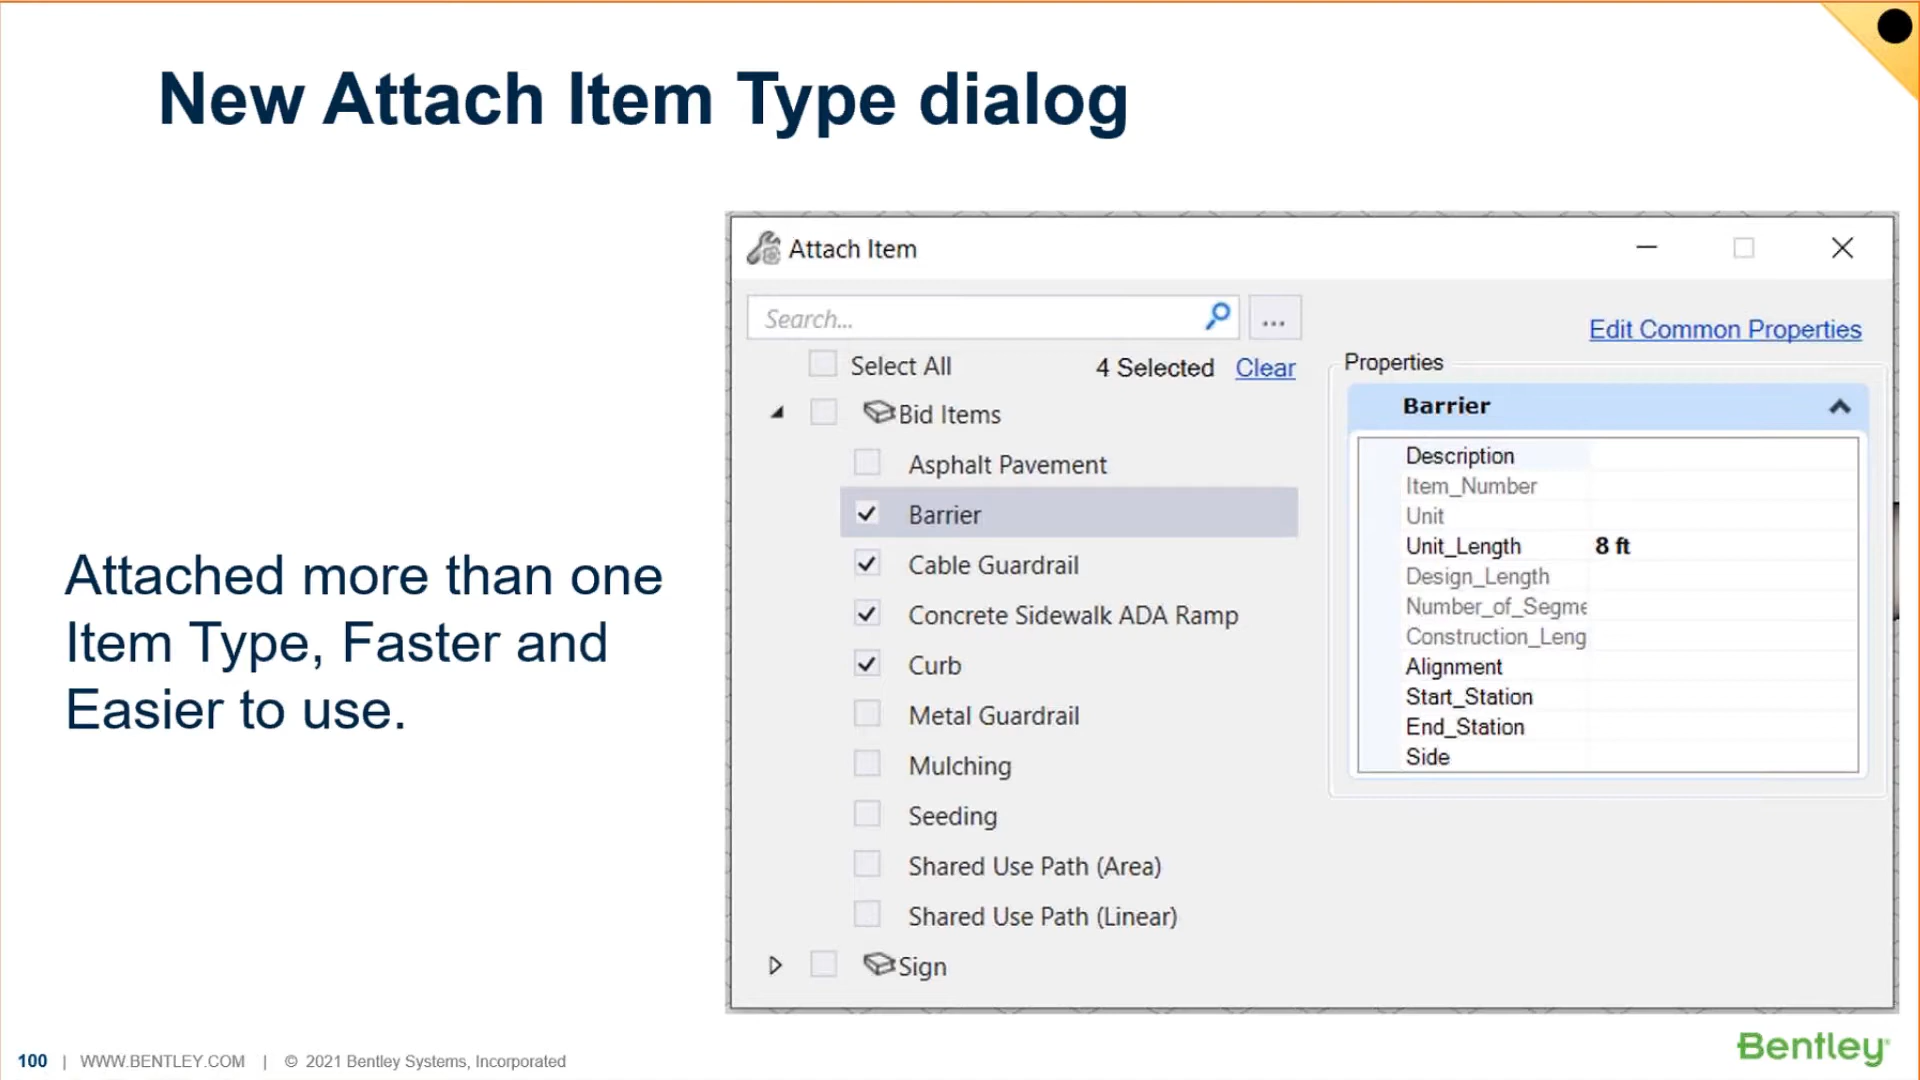 New Attach Item Type dialog
Attached more than one
Item Type, Faster and
Easier to use.
Attach Item
Search...
...
Edit Common Properties
Select All
4 Selected
Clear
Bid Items
Asphalt Pavement
Barrier
Cable Guardrail
Concrete Sidewalk ADA Ramp
Curb
Metal Guardrail
Mulching
Seeding
Shared Use Path (Area)
Shared Use Path (Linear)
Sign
Properties
Barrier
Description
Item_Number
Unit
Unit_Length 8 ft
Design_Length
Number_of_Segme
Construction_Leng
Alignment
Start_Station
End_Station
Side
100 | WWW.BENTLEY.COM | © 2021 Bentley Systems, Incorporated
Bentley